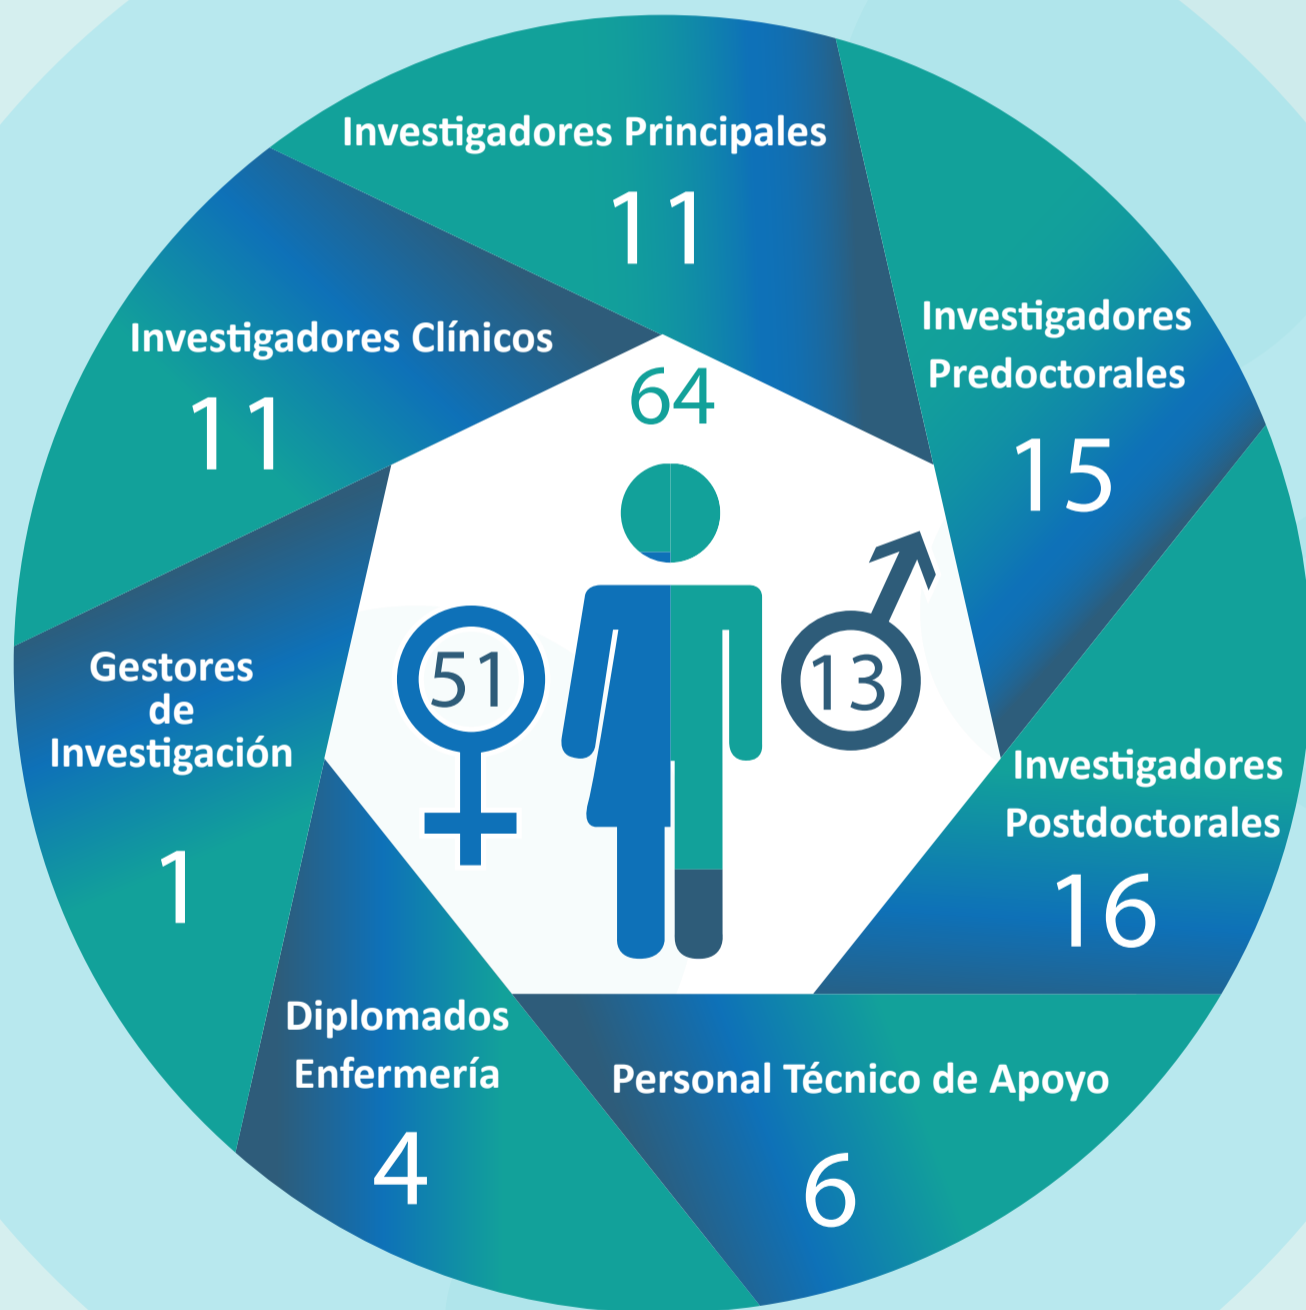 Investigadores Principales
11
Investigadores
Predoctorales
15
Investigadores
Postdoctorales
16
Personal Técnico de Apoyo
6
Diplomados
Enfermería
4
Gestores
de
Investigación
1
Investigadores Clínicos
11
64
51
13